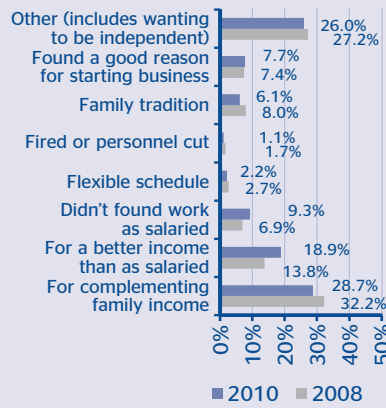 Other (includes wanting
to be independent)
26.0%
27.2%
Found a good reason
for starting business
7.7%
7.4%
Family tradition
6.1%
8.0%
Fired or personnel cut
1.1%
1.7%
Flexible schedule
2.2%
2.7%
Didn't found work
as salaried
9.3%
6.9%
For a better income
than as salaried
18.9%
13.8%
For complementing
family income
28.7%
32.2%
0%
10%
20%
30%
40%
50%
2010
2008